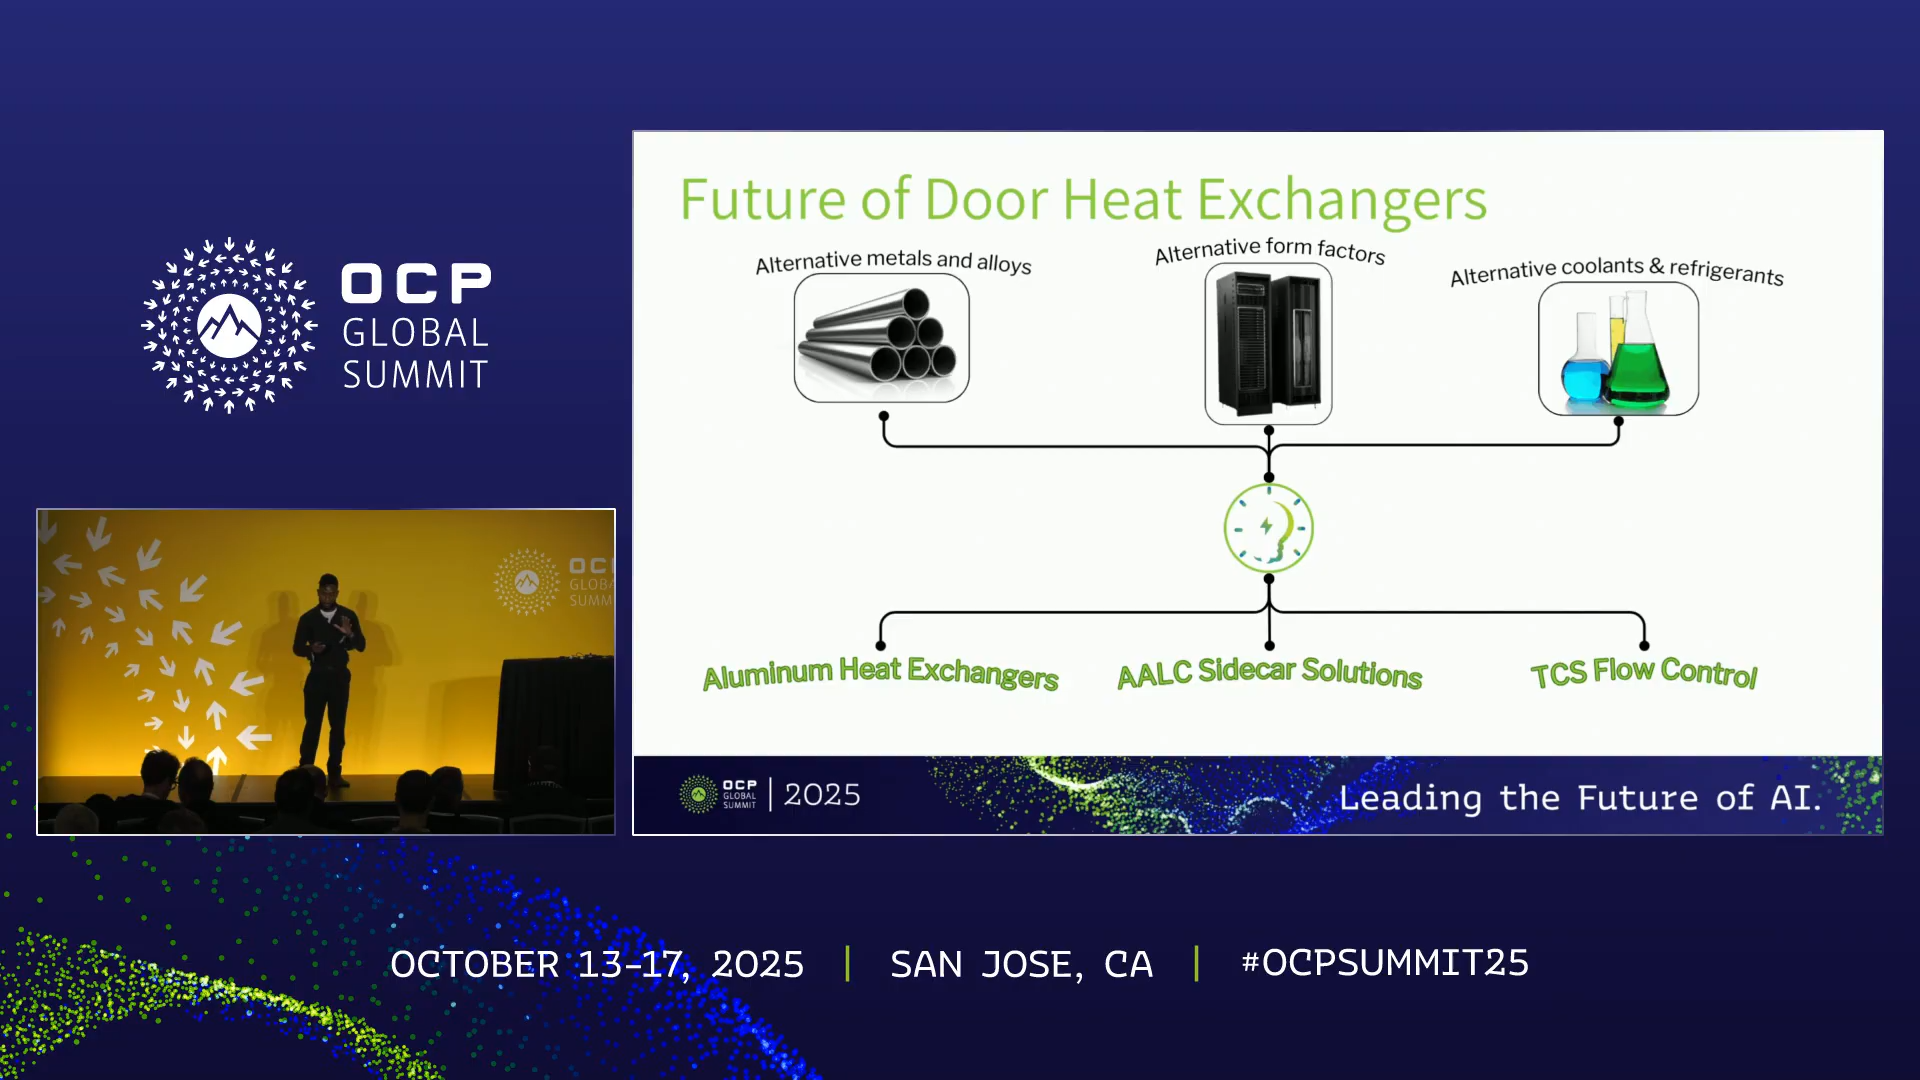 OCP
GLOBAL
SUMMIT
Future of Door Heat Exchangers
Alternative metals and alloys
Alternative form factors
Alternative coolants & refrigerants
Aluminum Heat Exchangers
AALC Sidecar Solutions
TCS Flow Control
OCP
GLOBAL
SUMMIT
2025
Leading the Future of AI.
OCTOBER 13-17, 2025
SAN JOSE, CA
#OCPSUMMIT25